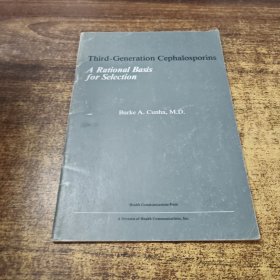 Third-Generation Cephalosporins
A Rational Basis
for Selection
Burke A. Cunha, M.D.
Health Communications Press
A Division of Health Communications, Inc.